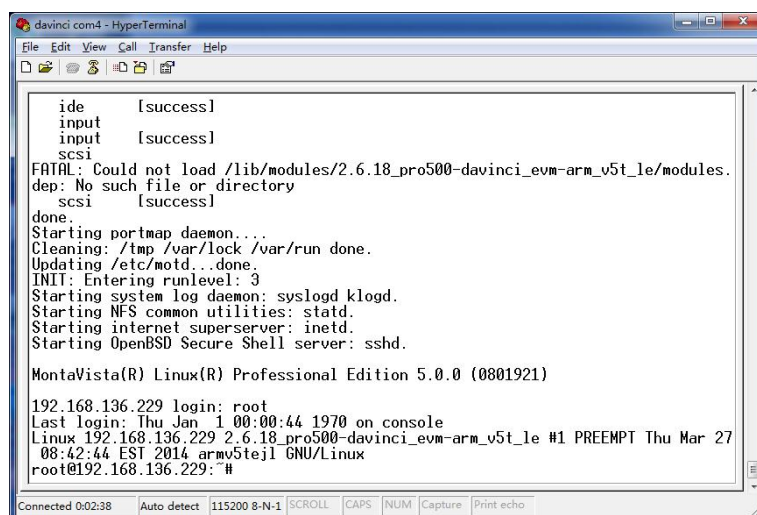 davinci com4 - HyperTerminal
File Edit View Call Transfer Help
ide [success]
input
input [success]
scsi
FATAL: Could not load /lib/modules/2.6.18_pro500-davinci_evm-arm_v5t_le/modules.
dep: No such file or directory
scsi [success]
done.
Starting portmap daemon....
Cleaning: /tmp /var/lock /var/run done.
Updating /etc/motd...done.
INIT: Entering runlevel: 3
Starting system log daemon: syslogd klogd.
Starting NFS common utilities: statd.
Starting internet superserver: inetd.
Starting OpenBSD Secure Shell server: sshd.
MontaVista(R) Linux(R) Professional Edition 5.0.0 (0801921)
192.168.136.229 login: root
Last login: Thu Jan  1 00:00:44 1970 on console
Linux 192.168.136.229 2.6.18_pro500-davinci_evm-arm_v5t_le #1 PREEMPT Thu Mar 27
08:42:44 EST 2014 armv5tejl GNU/Linux
root@192.168.136.229:~#
Connected 0:02:38 Auto detect 115200 8-N-1 SCROLL CAPS NUM Capture Print echo